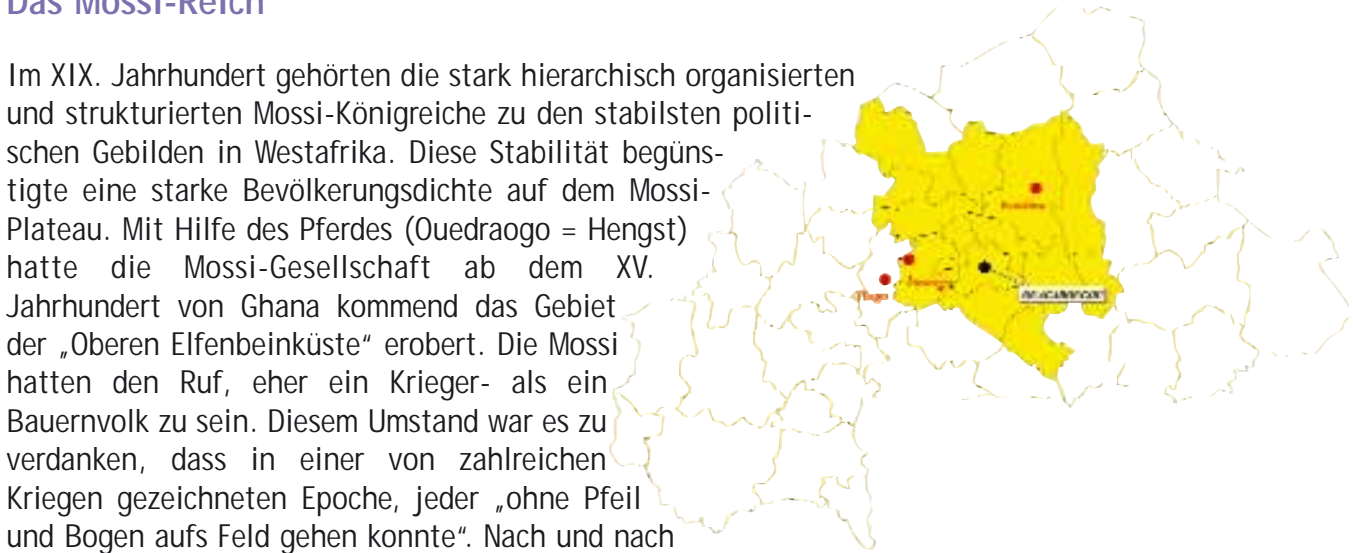 Das Mossi-Reich
Im XIX. Jahrhundert gehörten die stark hierarchisch organisierten
und strukturierten Mossi-Königreiche zu den stabilsten politi-
schen Gebilden in Westafrika. Diese Stabilität begüns-
tigte eine starke Bevölkerungsdichte auf dem Mossi-
Plateau. Mit Hilfe des Pferdes (Ouedraogo = Hengst)
hatte die Mossi-Gesellschaft ab dem XV.
Jahrhundert von Ghana kommend das Gebiet
der „Oberen Elfenbeinküste“ erobert. Die Mossi
hatten den Ruf, eher ein Krieger- als ein
Bauernvolk zu sein. Diesem Umstand war es zu
verdanken, dass in einer von zahlreichen
Kriegen gezeichneten Epoche, jeder „ohne Pfeil
und Bogen aufs Feld gehen konnte“. Nach und nach